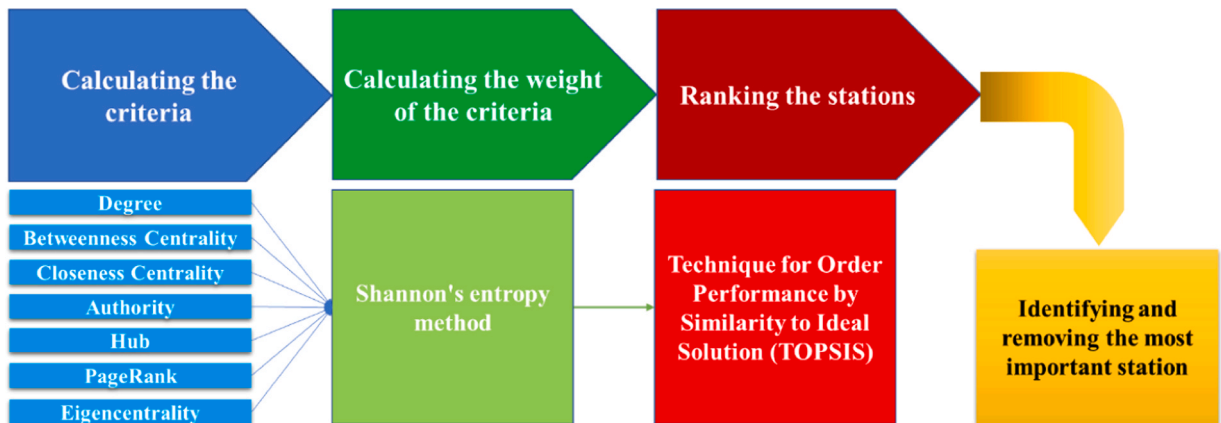 Calculating the
criteria
Calculating the weight
of the criteria
Ranking the stations
Degree
Betweenness Centrality
Closeness Centrality
Authority
Hub
PageRank
Eigencentrality
Shannon's entropy
method
Technique for Order
Performance by
Similarity to Ideal
Solution (TOPSIS)
Identifying and
removing the most
important station